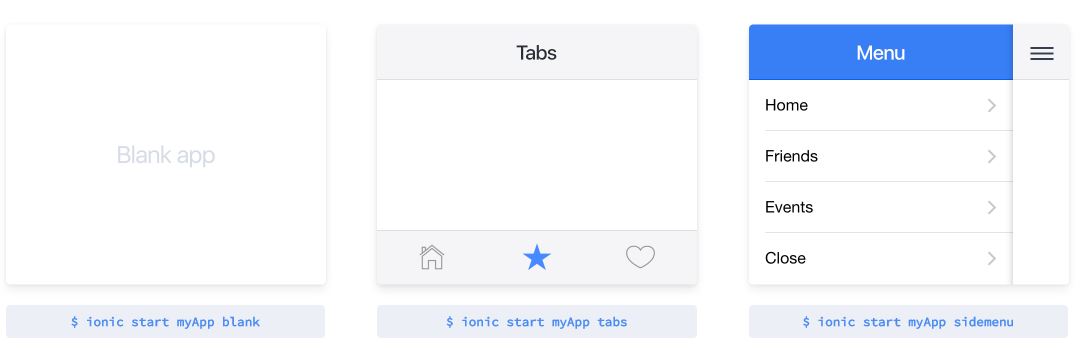 Blank app
$ ionic start myApp blank
Tabs
$ ionic start myApp tabs
Menu
Home
Friends
Events
Close
$ ionic start myApp sidemenu